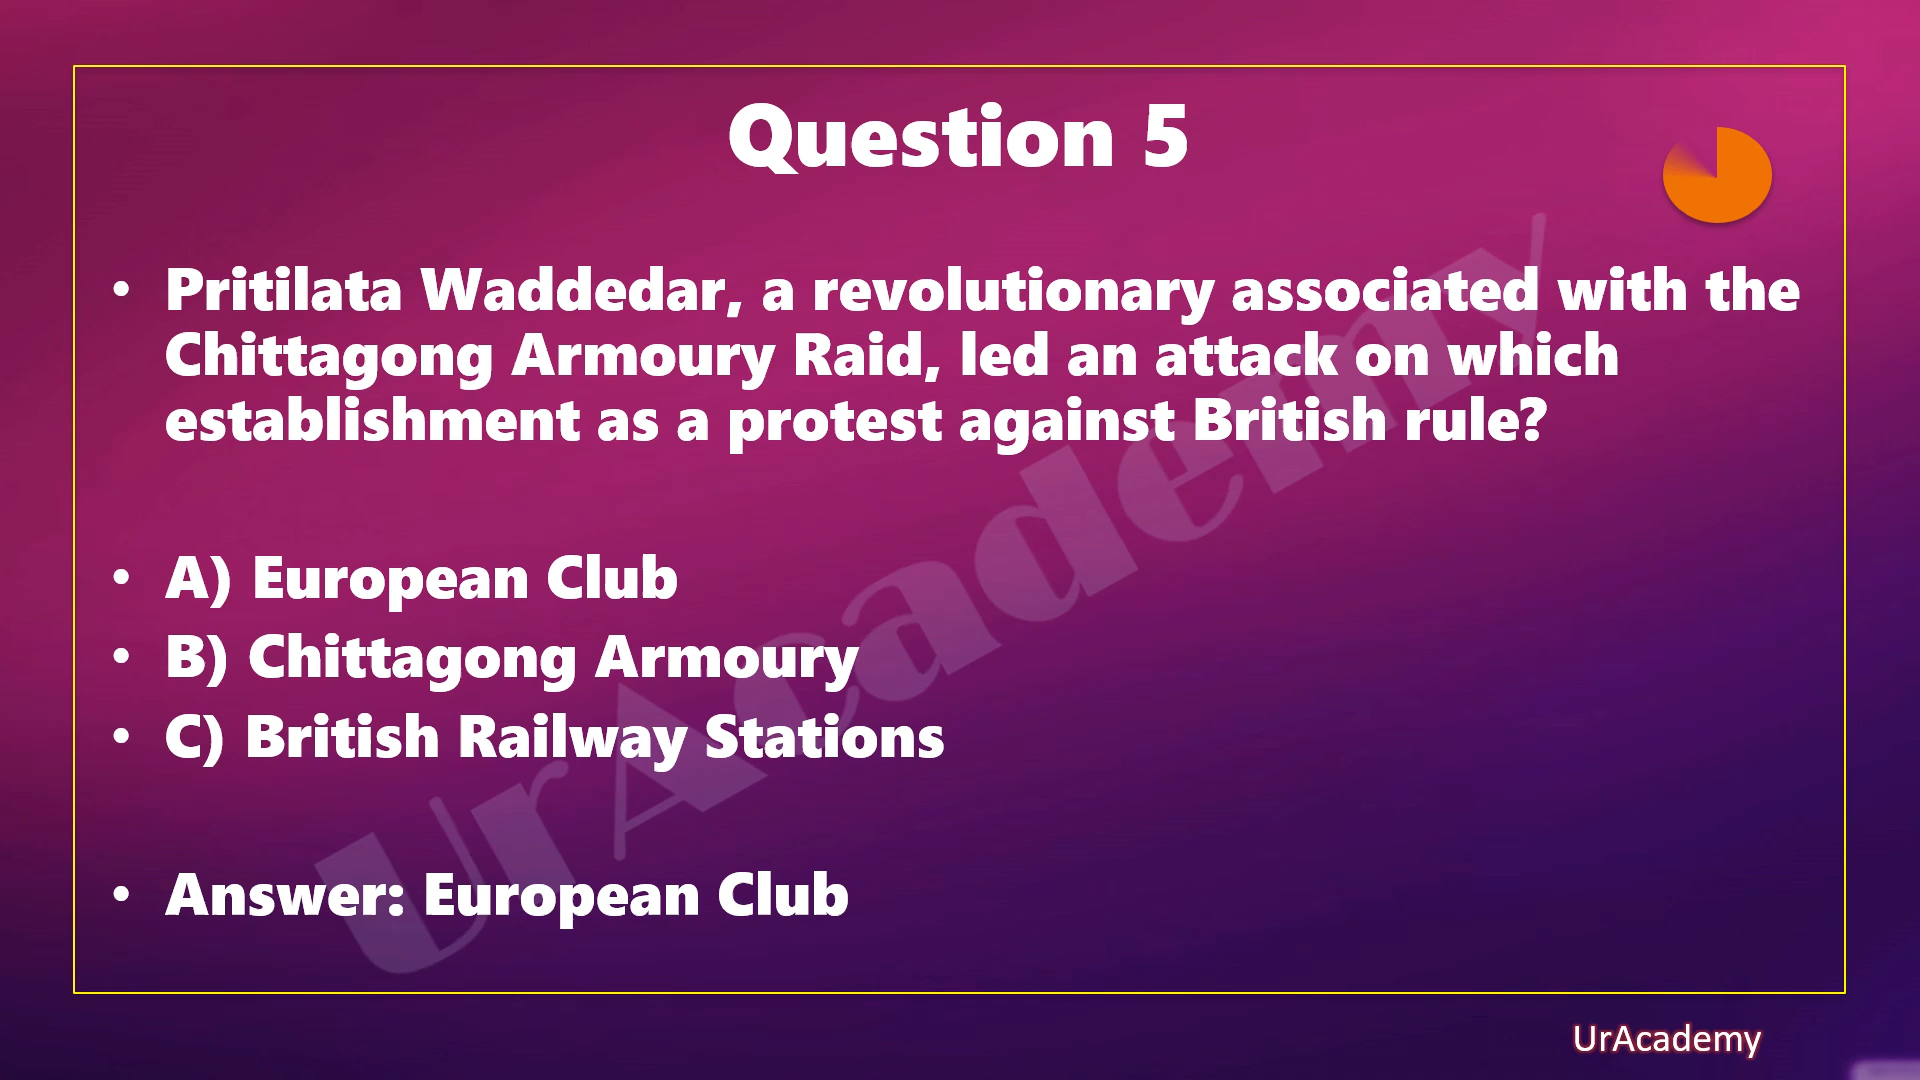 Question 5
• Pritilata Waddedar, a revolutionary associated with the
Chittagong Armoury Raid, led an attack on which
establishment as a protest against British rule?
• A) European Club
• B) Chittagong Armoury
• C) British Railway Stations
• Answer: European Club
UrAcademy
UrAcademy